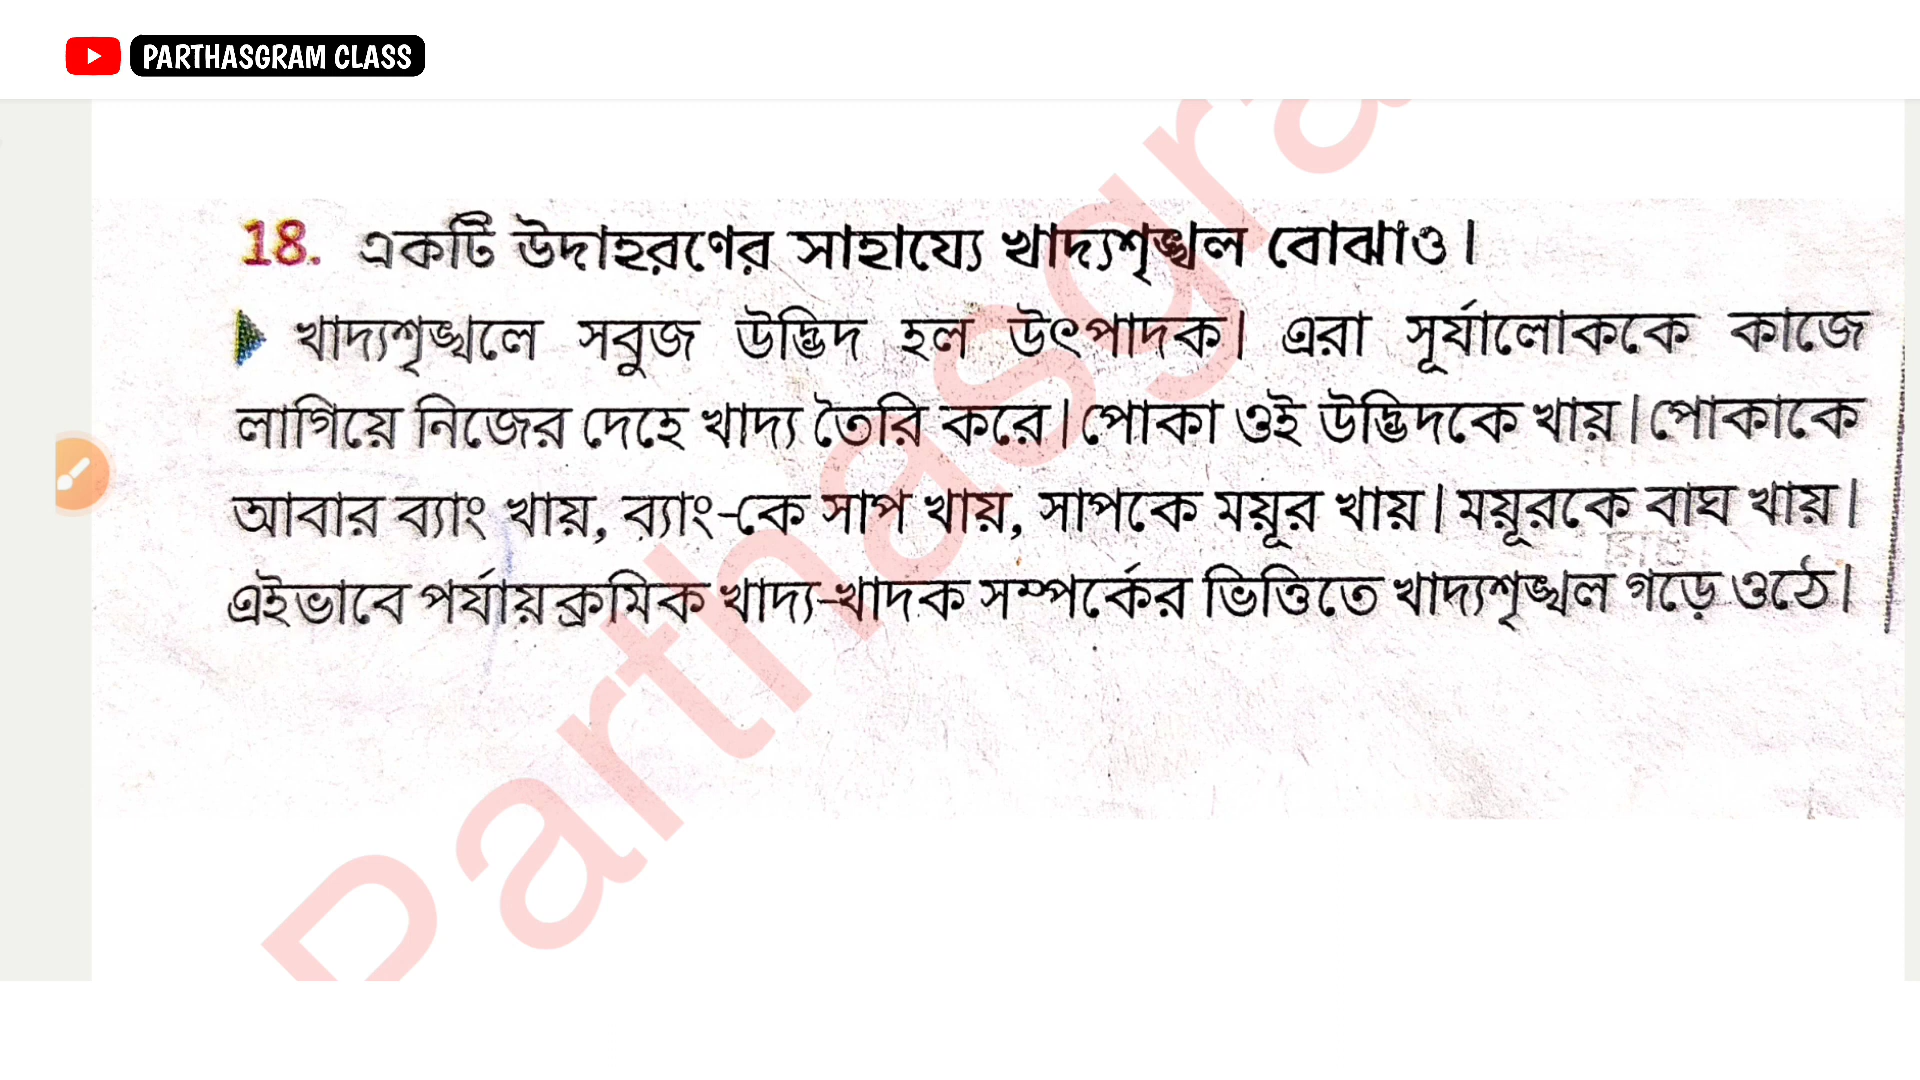 PARTHASGRAM CLASS
18. একটি উদাহরণের সাহায্যে খাদ্যশৃঙ্খল বোঝাও।
খাদ্যশৃঙ্খলে সবুজ উদ্ভিদ হল উৎপাদক। এরা সূর্যালোককে কাজে
লাগিয়ে নিজের দেহে খাদ্য তৈরি করে। পোকা ওই উদ্ভিদকে খায়। পোকাকে
আবার ব্যাং খায়, ব্যাং-কে সাপ খায়, সাপকে ময়ূর খায়। ময়ূরকে বাঘ খায়।
এইভাবে পর্যায়ক্রমিক খাদ্য-খাদক সম্পর্কের ভিত্তিতে খাদ্যশৃঙ্খল গড়ে ওঠে।
Parthasgra